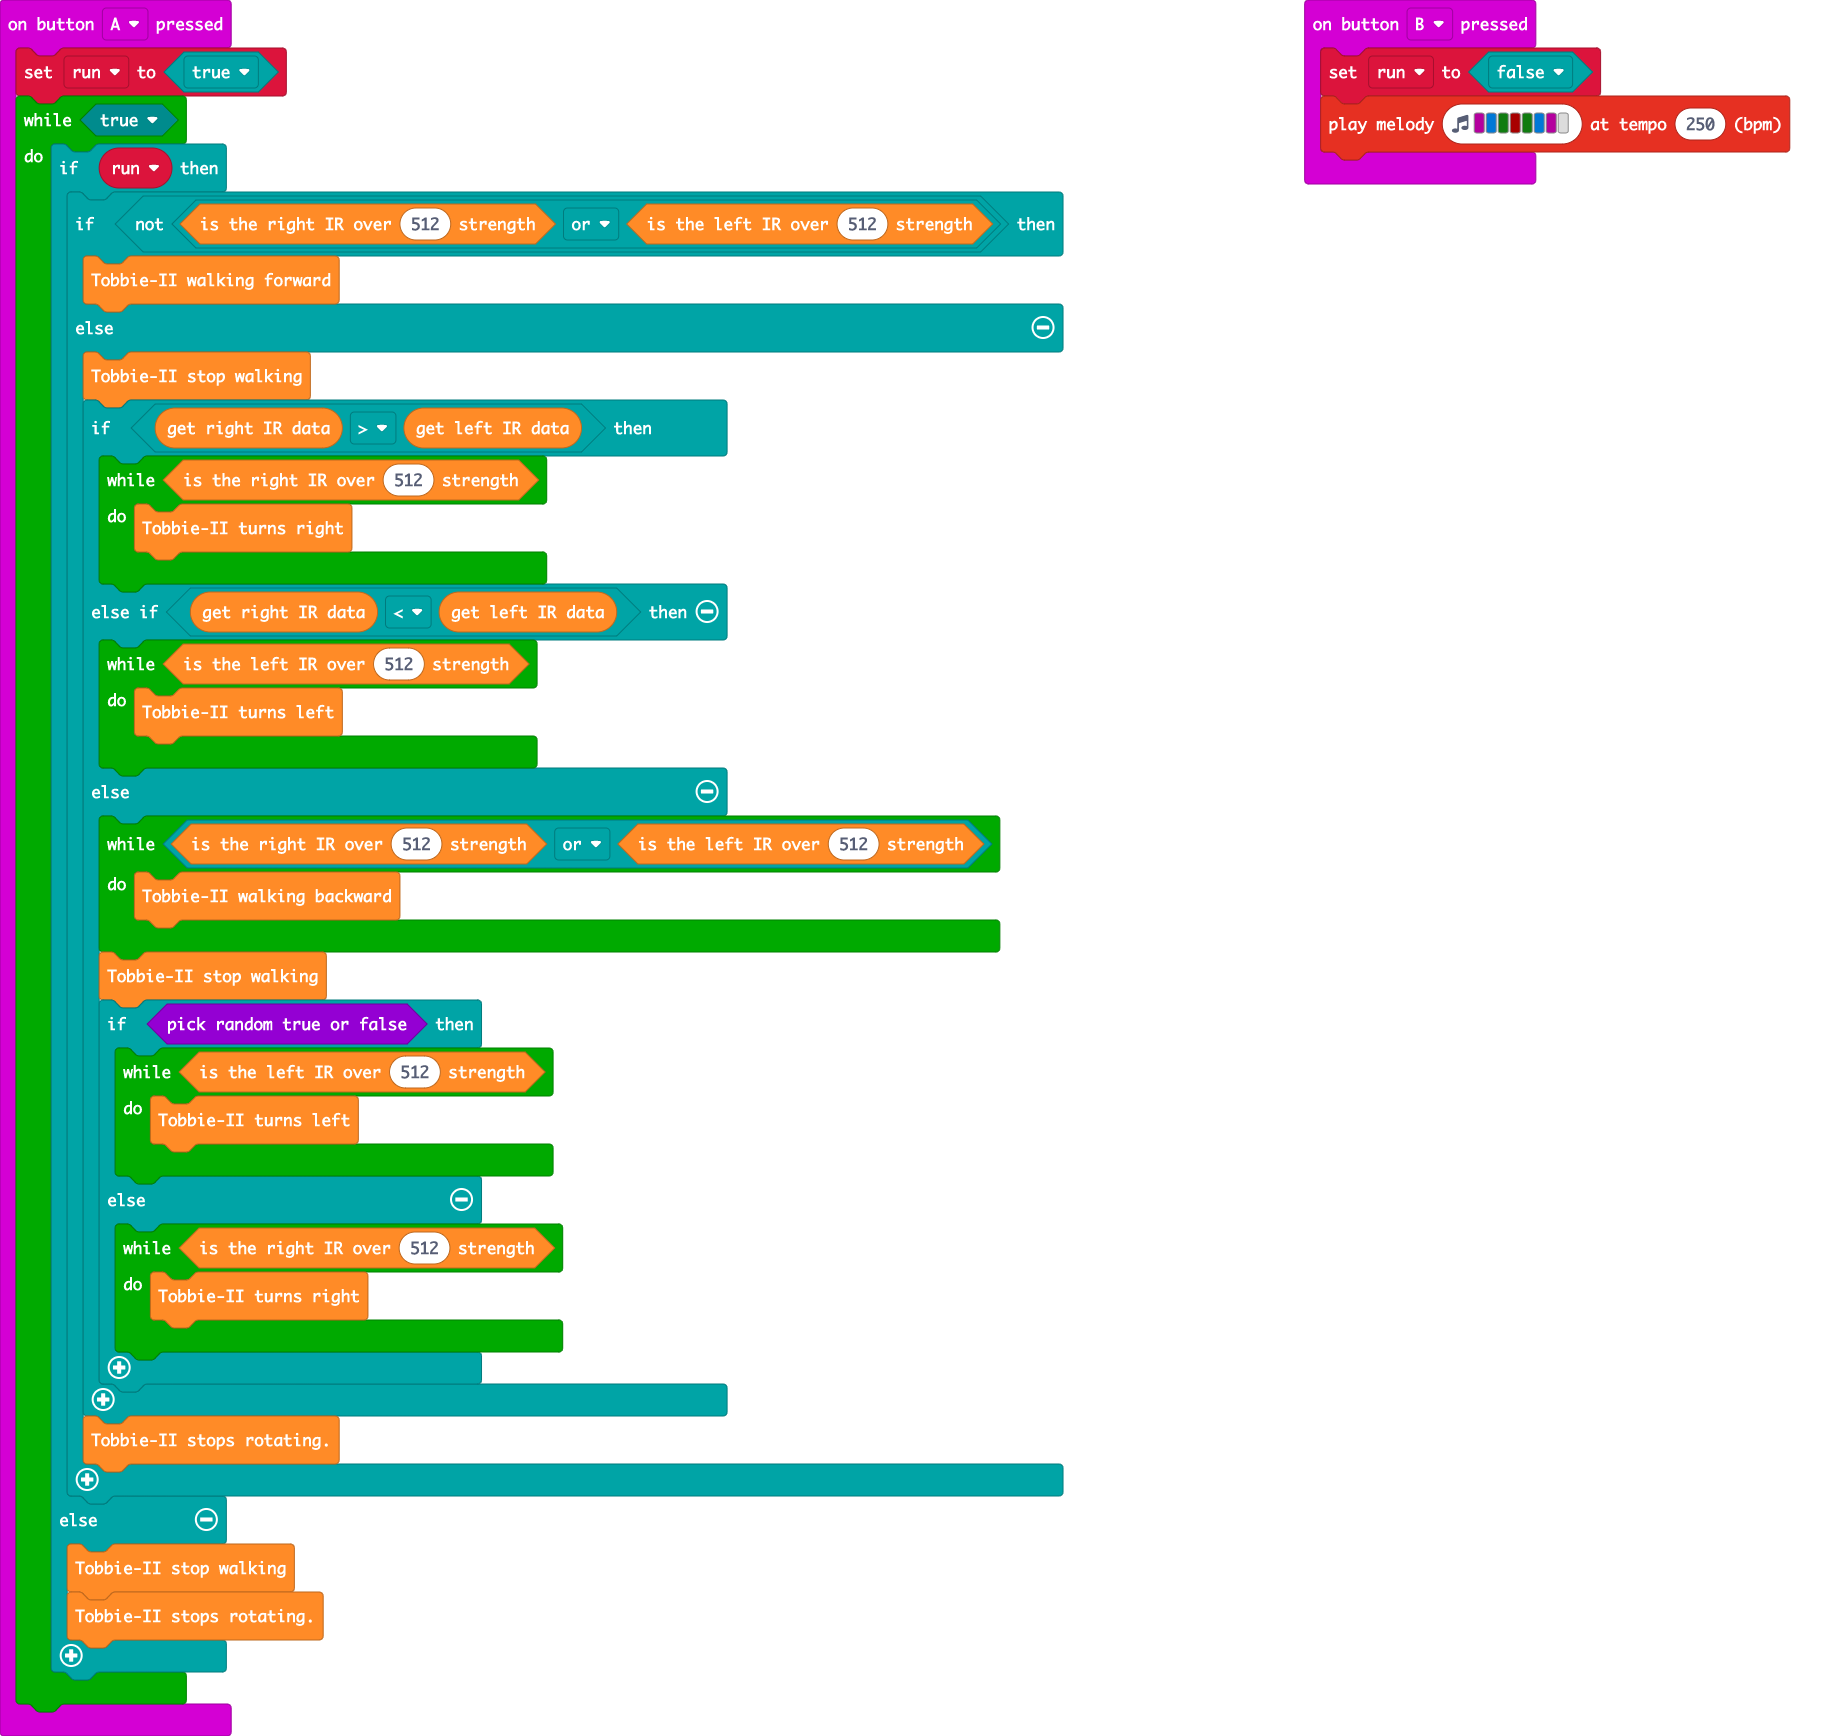 on button A pressed
set run to true
while true
do if run then
if not is the right IR over 512 strength or is the left IR over 512 strength then
Tobbie-II walking forward
else
Tobbie-II stop walking
if get right IR data > get left IR data then
while is the right IR over 512 strength
do Tobbie-II turns right
else if get right IR data < get left IR data then
while is the left IR over 512 strength
do Tobbie-II turns left
else
while is the right IR over 512 strength or is the left IR over 512 strength
do Tobbie-II walking backward
Tobbie-II stop walking
if pick random true or false then
while is the left IR over 512 strength
do Tobbie-II turns left
else
while is the right IR over 512 strength
do Tobbie-II turns right
Tobbie-II stops rotating.
else
Tobbie-II stop walking
Tobbie-II stops rotating.
on button B pressed
set run to false
play melody at tempo 250 (bpm)